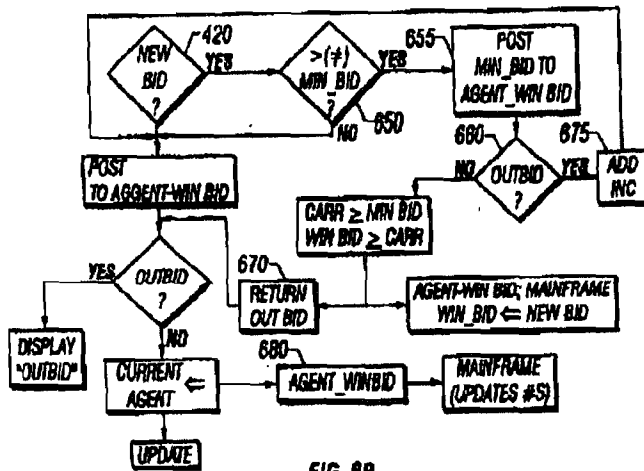 420
NEW
BID
?
YES
>(≠)
MIN_BID
?
650
NO
YES
655
POST
MIN_BID TO
AGENT_WIN BID
660
OUTBID
?
NO
YES
675
ADD
INC
POST
TO AGGENT-WIN BID
CARR ≥ MIN BID
WIN BID ≥ CARR
OUTBID
?
YES
NO
670
RETURN
OUT BID
AGENT-WIN BID; MAINFRAME
WIN_BID ⇐ NEW BID
DISPLAY
"OUTBID"
CURRENT
AGENT ⇐
680
AGENT_WINBID
MAINFRAME
(UPDATES #S)
UPDATE